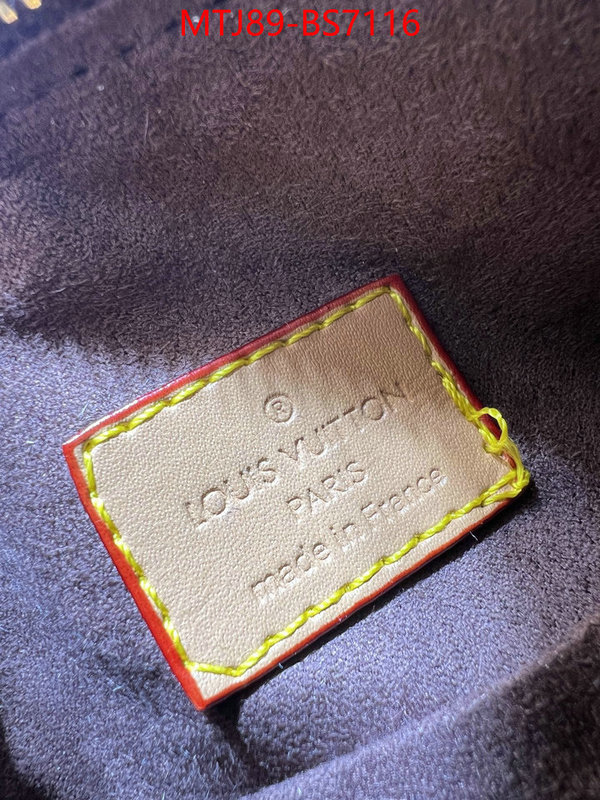 MTJ89-BS7116
®
LOUIS VUITTON
PARIS
made in France